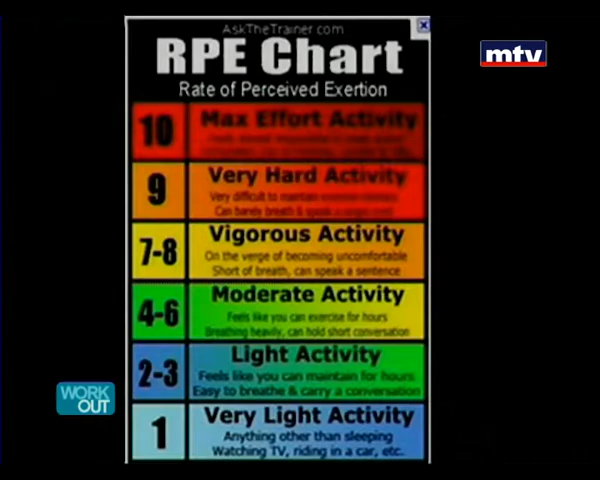 AskTheTrainer.com
RPE Chart
Rate of Perceived Exertion
mtv
10
Max Effort Activity
9
Very Hard Activity
Very difficult to maintain
Can barely breath & speak
7-8
Vigorous Activity
On the verge of becoming uncomfortable
Short of breath, can speak a sentence
4-6
Moderate Activity
Feels like you can exercise for hours
Breathing heavily, can hold short conversation
2-3
Light Activity
Feels like you can maintain for hours
Easy to breathe & carry a conversation
1
Very Light Activity
Anything other than sleeping
Watching TV, riding in a car, etc.
WORK
OUT